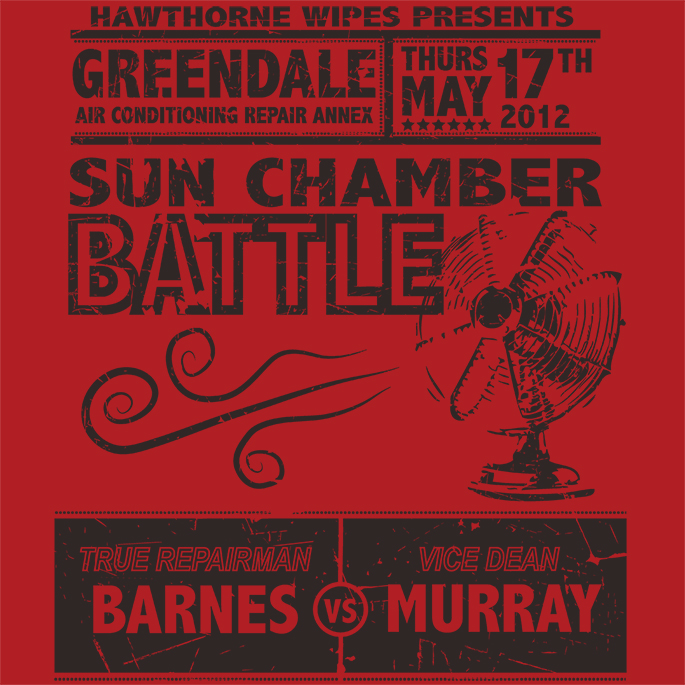 HAWTHORNE WIPES PRESENTS
GREENDALE
AIR CONDITIONING REPAIR ANNEX
THURS
MAY 17TH
2012
SUN CHAMBER
BATTLE
TRUE REPAIRMAN
BARNES
VS
VICE DEAN
MURRAY